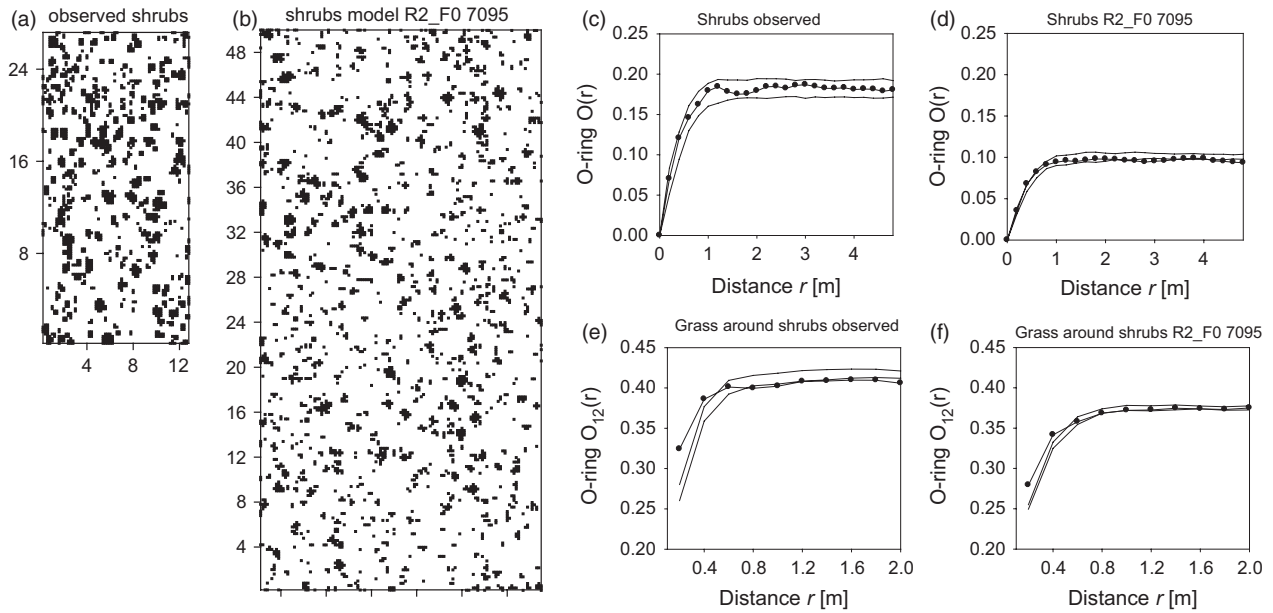 (a) observed shrubs
24
16
8
4 8 12
(b) shrubs model R2_F0 7095
48
44
40
36
32
28
24
20
16
12
8
4
(c) Shrubs observed
O-ring O(r)
0.25
0.20
0.15
0.10
0.05
0.00
0 1 2 3 4
Distance r [m]
(d) Shrubs R2_F0 7095
O-ring O(r)
0.25
0.20
0.15
0.10
0.05
0.00
0 1 2 3 4
Distance r [m]
(e) Grass around shrubs observed
O-ring O12(r)
0.45
0.40
0.35
0.30
0.25
0.20
0.4 0.8 1.2 1.6 2.0
Distance r [m]
(f) Grass around shrubs R2_F0 7095
O-ring O12(r)
0.45
0.40
0.35
0.30
0.25
0.20
0.4 0.8 1.2 1.6 2.0
Distance r [m]